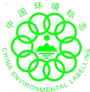 中国环境标志
CHINA ENVIRONMENTAL LABELLING